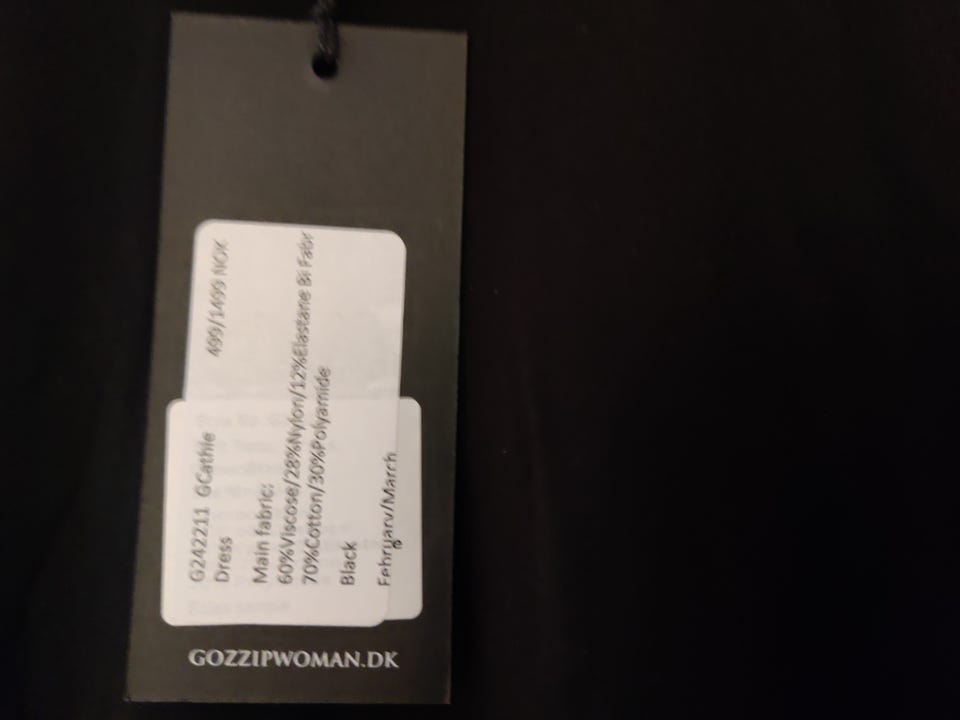 G242211 GCathie 499/1499 NOK
Dress
Main fabric:
60%Viscose/28%Nylon/12%Elastane Bi Fabr
70%Cotton/30%Polyamide
Black
February/March
GOZZIPWOMAN.DK